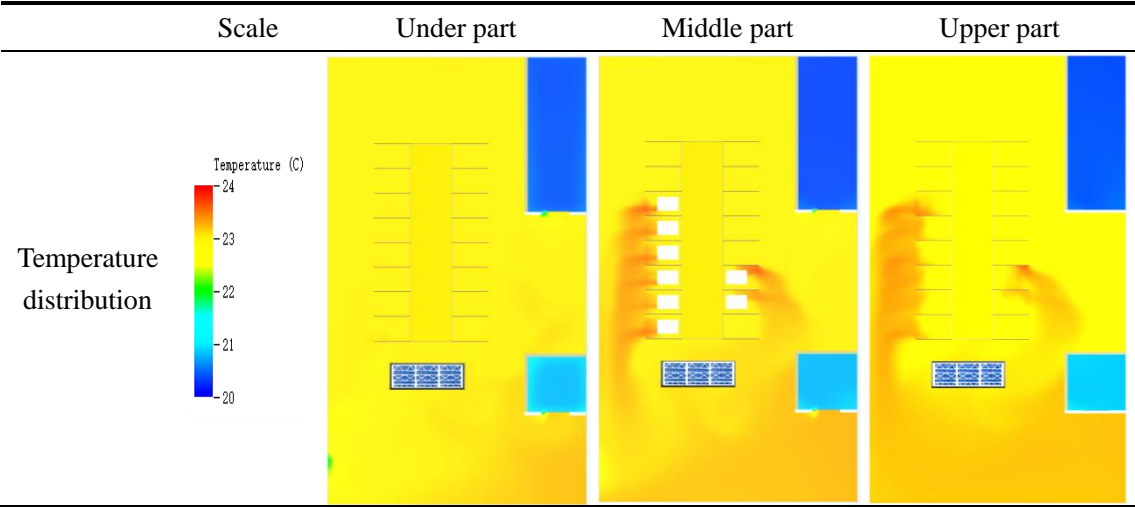 Scale Under part Middle part Upper part
Temperature (C)
24
23
22
21
20
Temperature
distribution